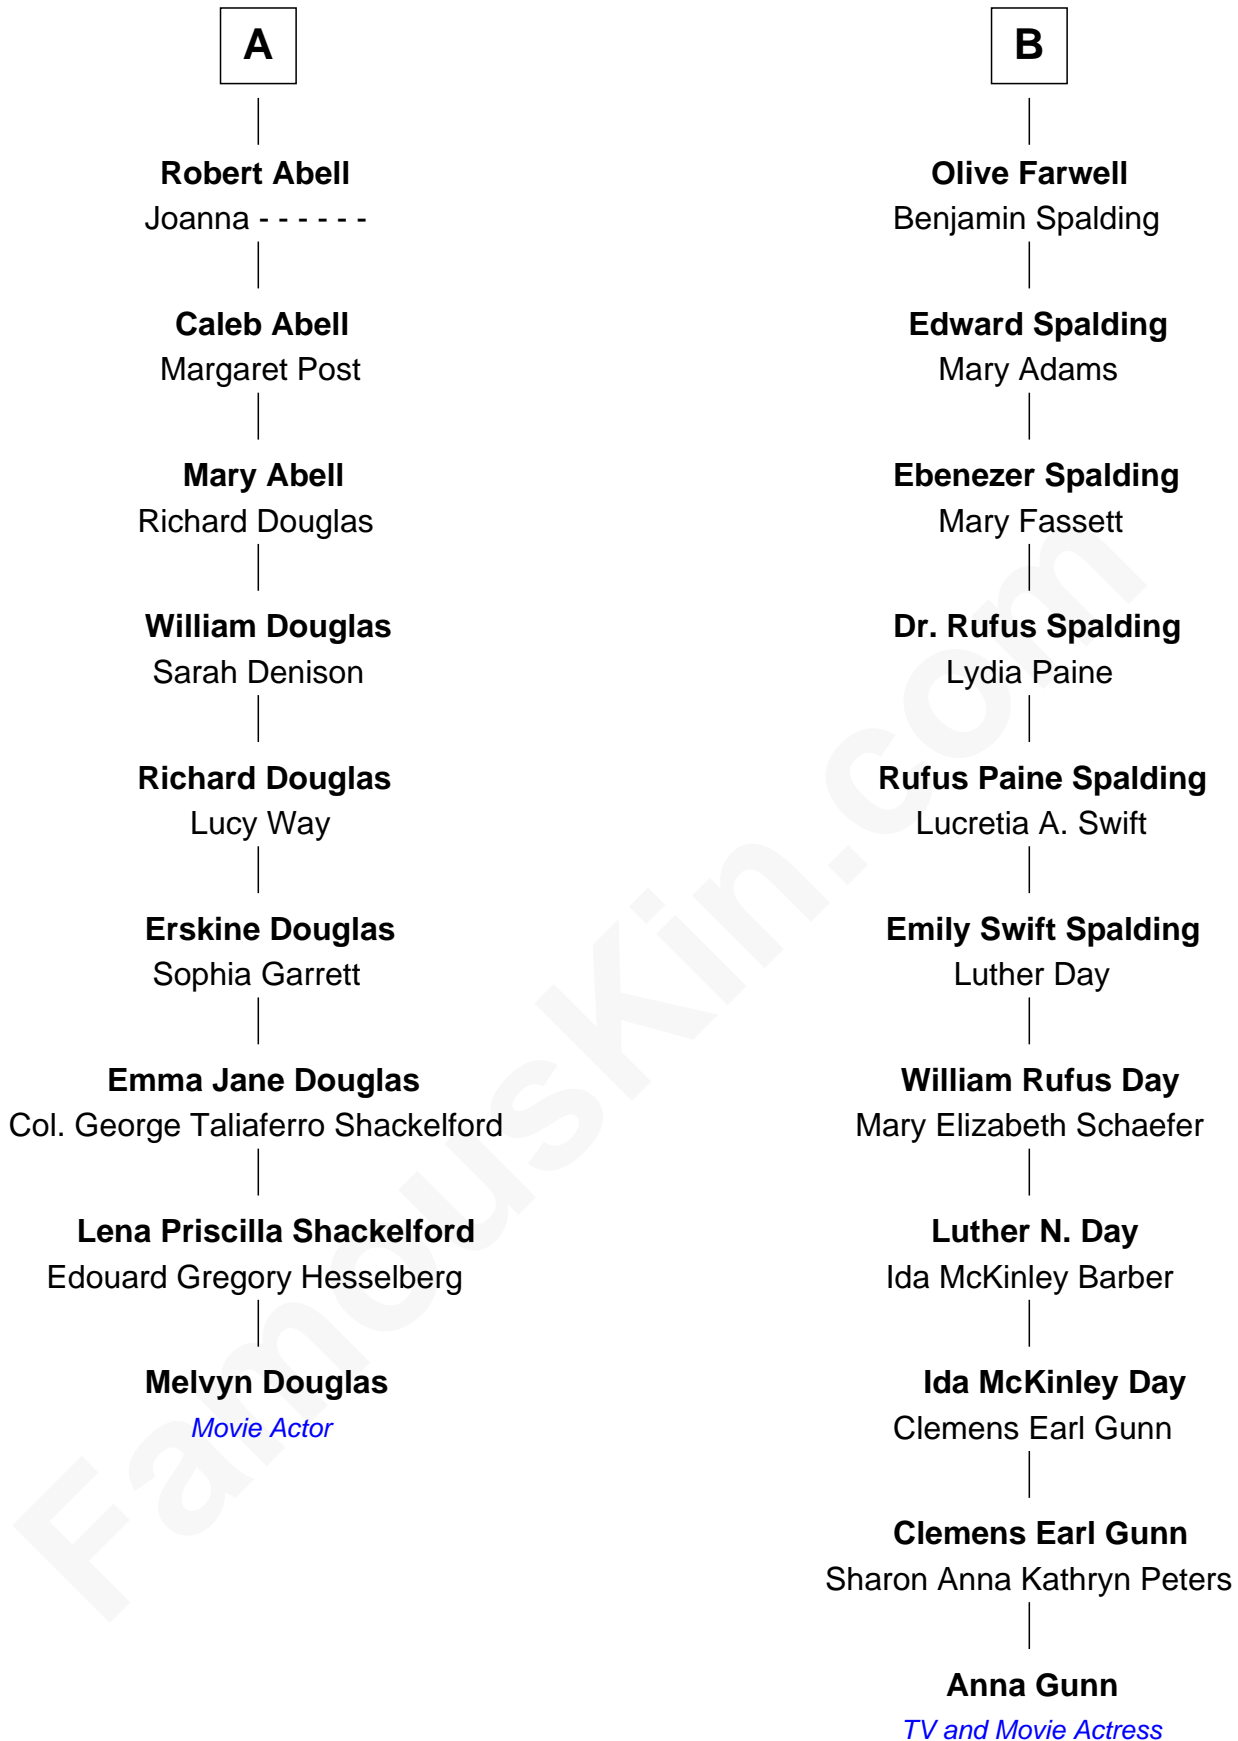 A
Robert Abell
Joanna - - - - - -
Caleb Abell
Margaret Post
Mary Abell
Richard Douglas
William Douglas
Sarah Denison
Richard Douglas
Lucy Way
Erskine Douglas
Sophia Garrett
Emma Jane Douglas
Col. George Taliaferro Shackelford
Lena Priscilla Shackelford
Edouard Gregory Hesselberg
Melvyn Douglas
Movie Actor
B
Olive Farwell
Benjamin Spalding
Edward Spalding
Mary Adams
Ebenezer Spalding
Mary Fassett
Dr. Rufus Spalding
Lydia Paine
Rufus Paine Spalding
Lucretia A. Swift
Emily Swift Spalding
Luther Day
William Rufus Day
Mary Elizabeth Schaefer
Luther N. Day
Ida McKinley Barber
Ida McKinley Day
Clemens Earl Gunn
Clemens Earl Gunn
Sharon Anna Kathryn Peters
Anna Gunn
TV and Movie Actress
FamousKin.com